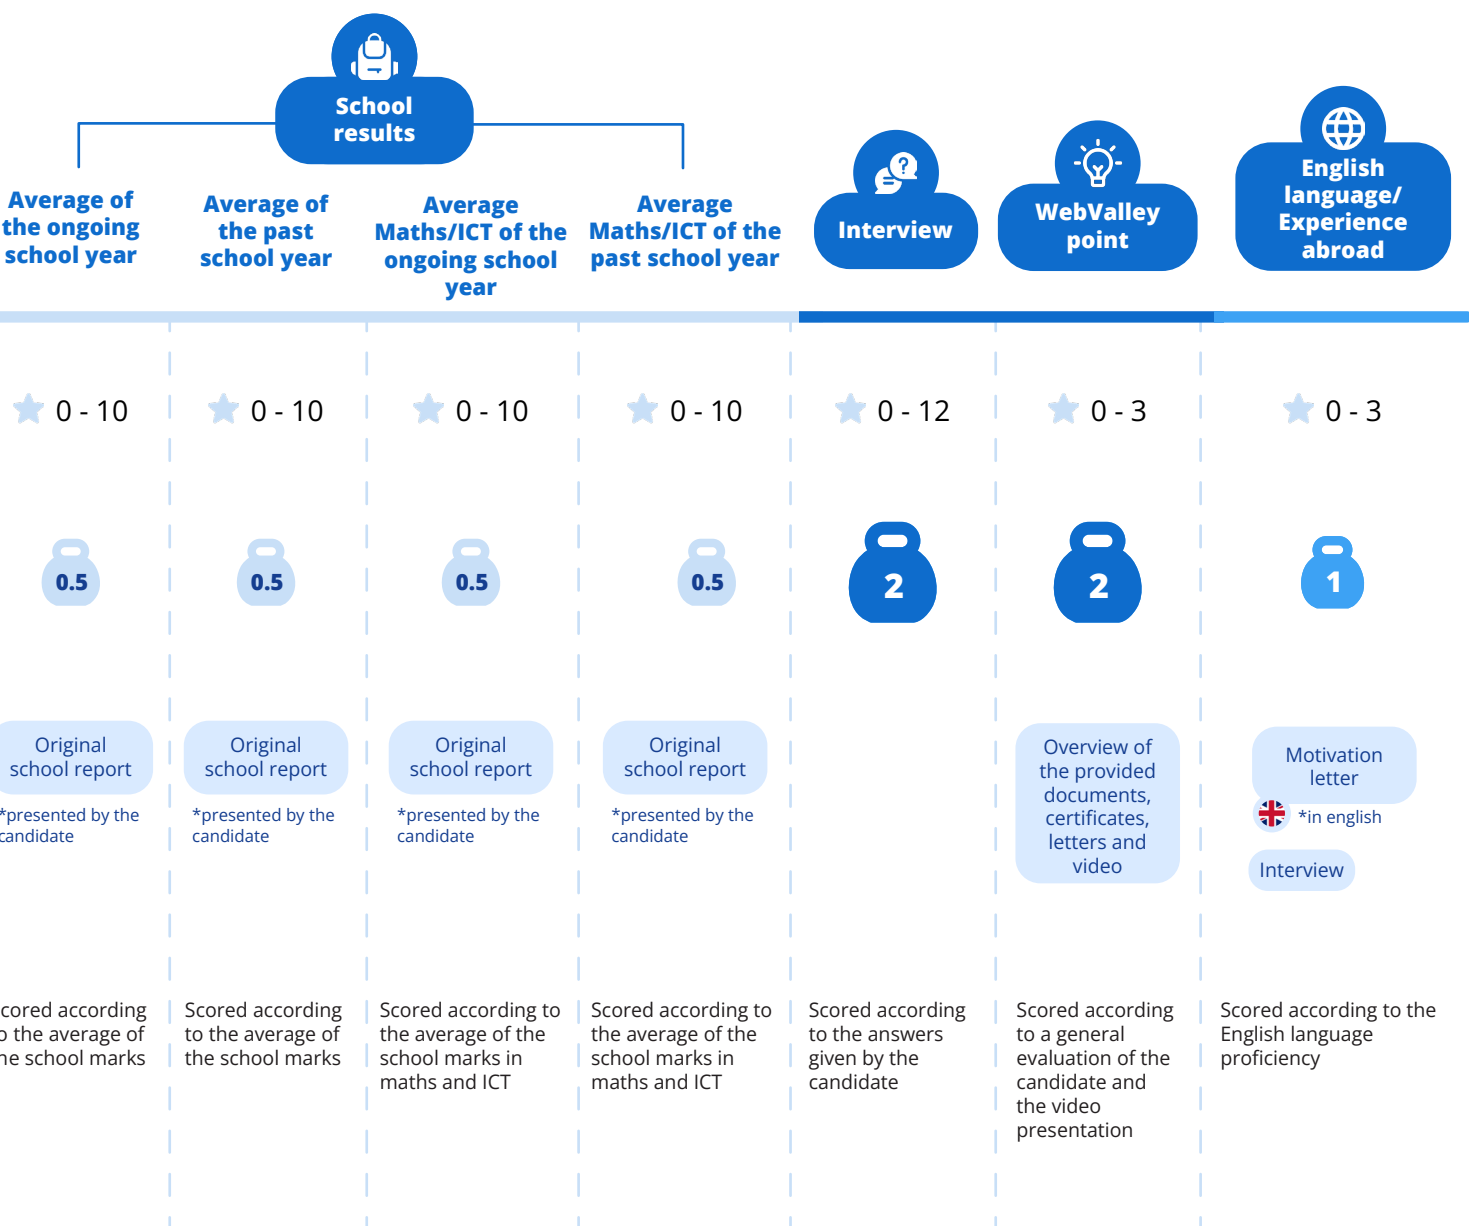 School
results
Average of
the ongoing
school year
Average of
the past
school year
Average
Maths/ICT of the
ongoing school
year
Average
Maths/ICT of the
past school year
Interview
WebValley
point
English
language/
Experience
abroad
0 - 10
0 - 10
0 - 10
0 - 10
0 - 12
0 - 3
0 - 3
0.5
0.5
0.5
0.5
2
2
1
Original
school report
*presented by the
candidate
Original
school report
*presented by the
candidate
Original
school report
*presented by the
candidate
Original
school report
*presented by the
candidate
Overview of
the provided
documents,
certificates,
letters and
video
Motivation
letter
*in english
Interview
cored according
o the average of
he school marks
Scored according
to the average of
the school marks
Scored according to
the average of the
school marks in
maths and ICT
Scored according to
the average of the
school marks in
maths and ICT
Scored according
to the answers
given by the
candidate
Scored according
to a general
evaluation of the
candidate and
the video
presentation
Scored according to the
English language
proficiency